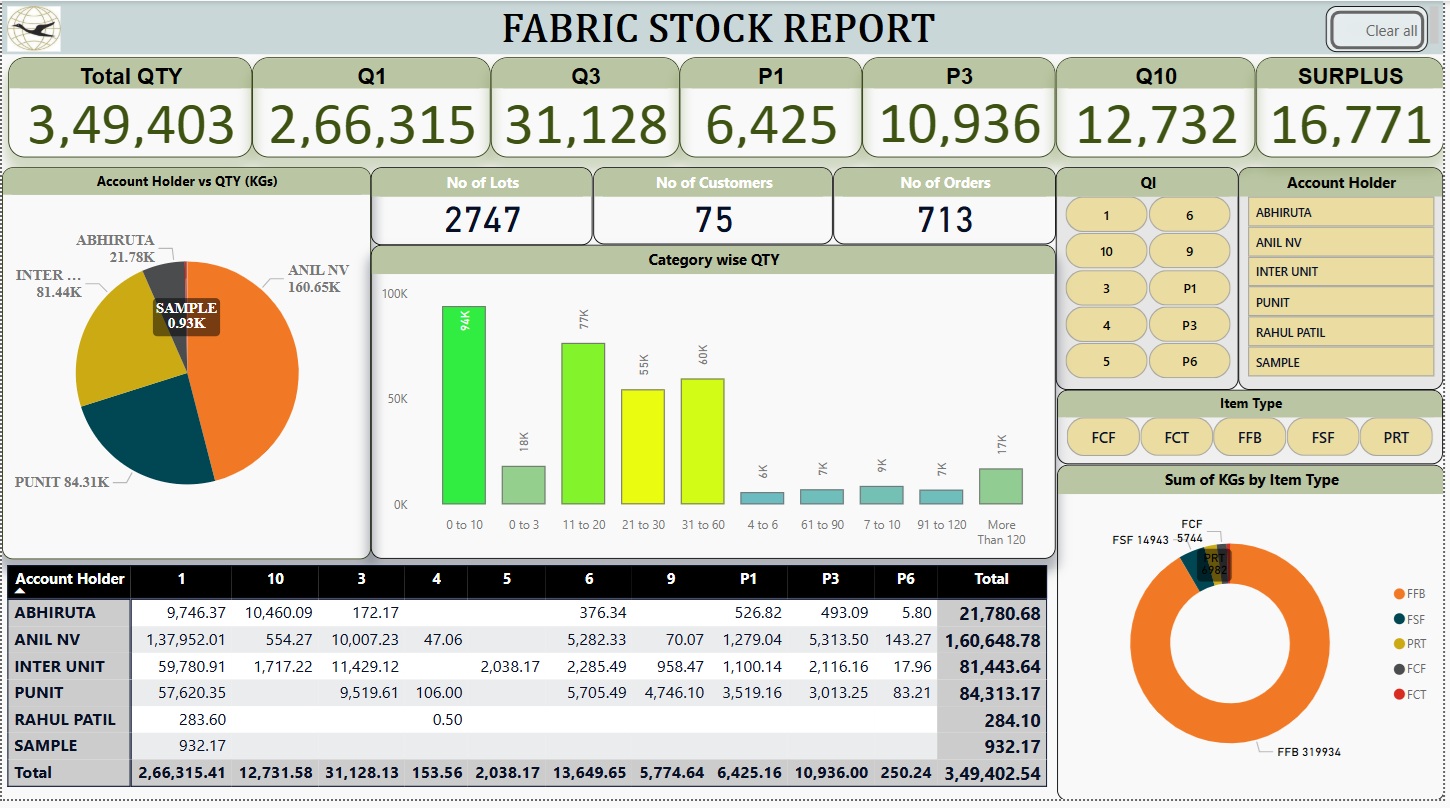 FABRIC STOCK REPORT
Clear all
Total QTY
3,49,403
Q1
2,66,315
Q3
31,128
P1
6,425
P3
10,936
Q10
12,732
SURPLUS
16,771
Account Holder vs QTY (KGs)
ABHIRUTA
21.78K
INTER ...
81.44K
ANIL NV
160.65K
SAMPLE
0.93K
PUNIT 84.31K
No of Lots
2747
No of Customers
75
No of Orders
713
Category wise QTY
100K
50K
0K
94K
18K
77K
55K
60K
6K
7K
9K
7K
17K
0 to 10
0 to 3
11 to 20
21 to 30
31 to 60
4 to 6
61 to 90
7 to 10
91 to 120
More
Than 120
QI
1 6
10 9
3 P1
4 P3
5 P6
Account Holder
ABHIRUTA
ANIL NV
INTER UNIT
PUNIT
RAHUL PATIL
SAMPLE
Item Type
FCF FCT FFB FSF PRT
Sum of KGs by Item Type
FCF
5744
FSF 14943
PRT
FFB 319934
FFB
FSF
PRT
FCF
FCT
Account Holder 1 10 3 4 5 6 9 P1 P3 P6 Total
ABHIRUTA 9,746.37 10,460.09 172.17 376.34 526.82 493.09 5.80 21,780.68
ANIL NV 1,37,952.01 554.27 10,007.23 47.06 5,282.33 70.07 1,279.04 5,313.50 143.27 1,60,648.78
INTER UNIT 59,780.91 1,717.22 11,429.12 2,038.17 2,285.49 958.47 1,100.14 2,116.16 17.96 81,443.64
PUNIT 57,620.35 9,519.61 106.00 5,705.49 4,746.10 3,519.16 3,013.25 83.21 84,313.17
RAHUL PATIL 283.60 0.50 284.10
SAMPLE 932.17 932.17
Total 2,66,315.41 12,731.58 31,128.13 153.56 2,038.17 13,649.65 5,774.64 6,425.16 10,936.00 250.24 3,49,402.54